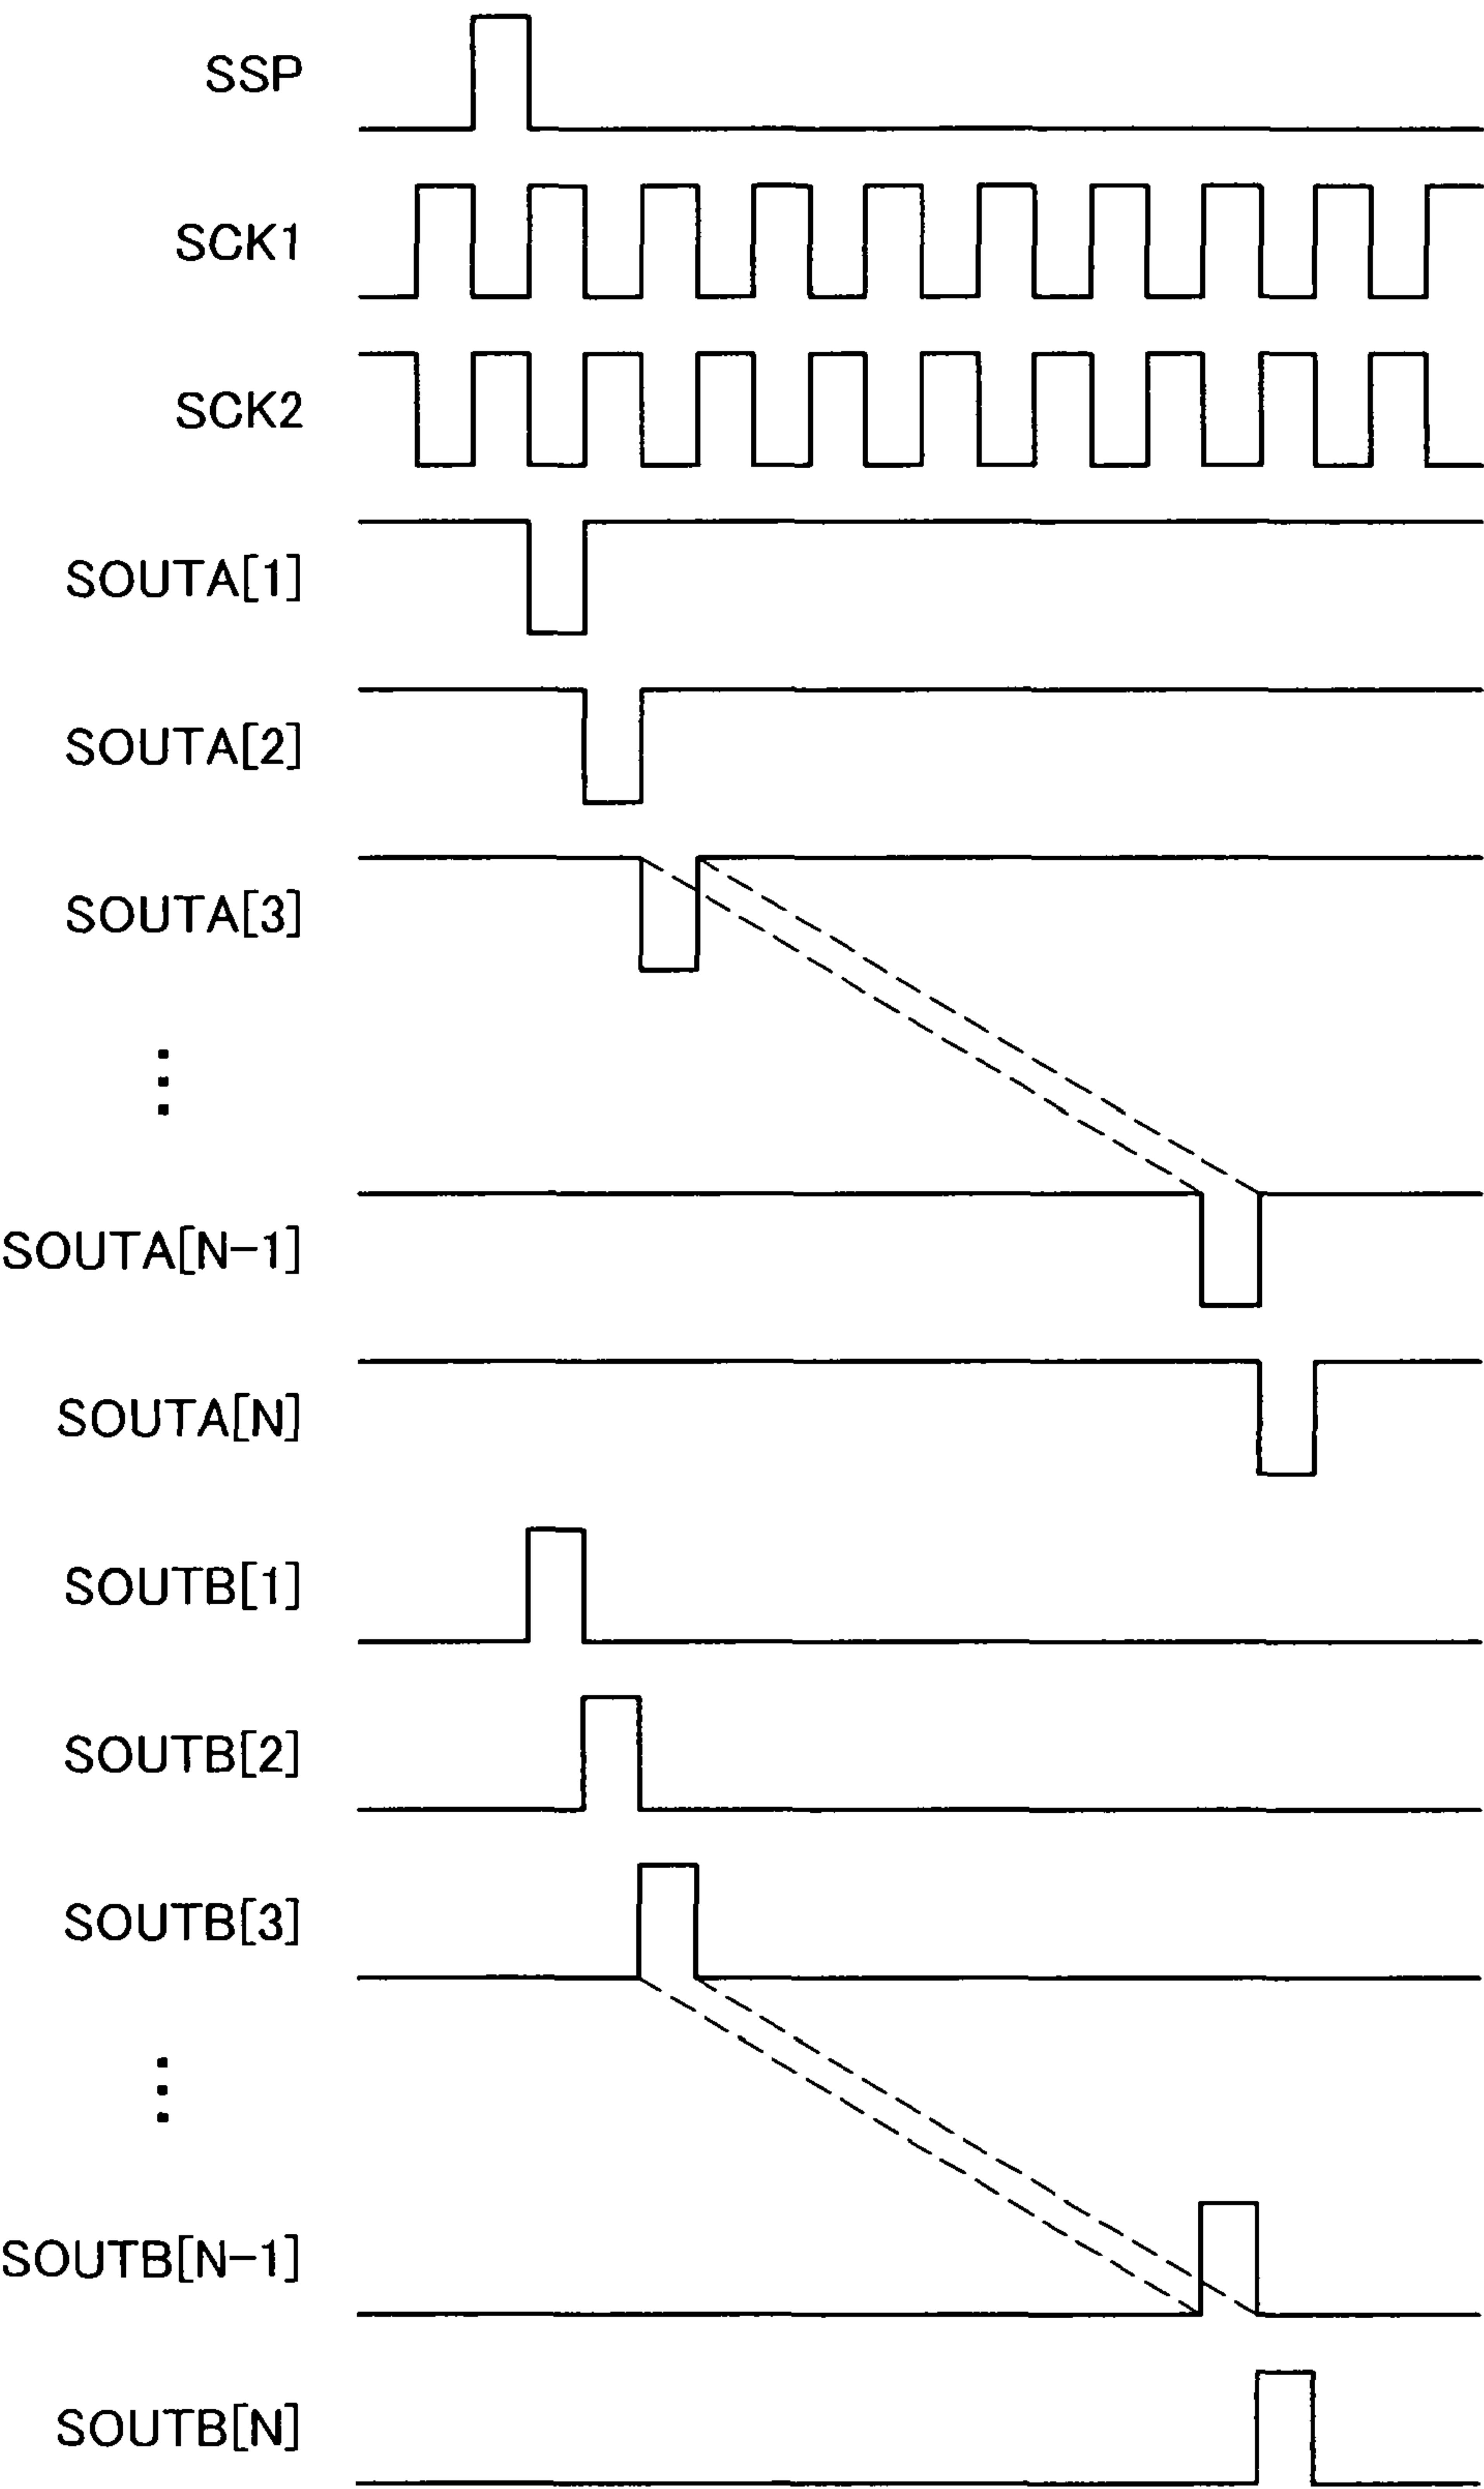 SSP
SCK1
SCK2
SOUTA[1]
SOUTA[2]
SOUTA[3]
⋮
SOUTA[N-1]
SOUTA[N]
SOUTB[1]
SOUTB[2]
SOUTB[3]
⋮
SOUTB[N-1]
SOUTB[N]